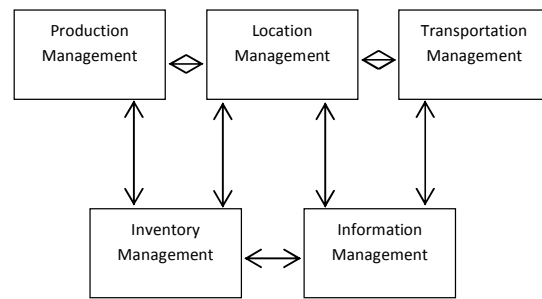 Production
Management
Location
Management
Transportation
Management
Inventory
Management
Information
Management